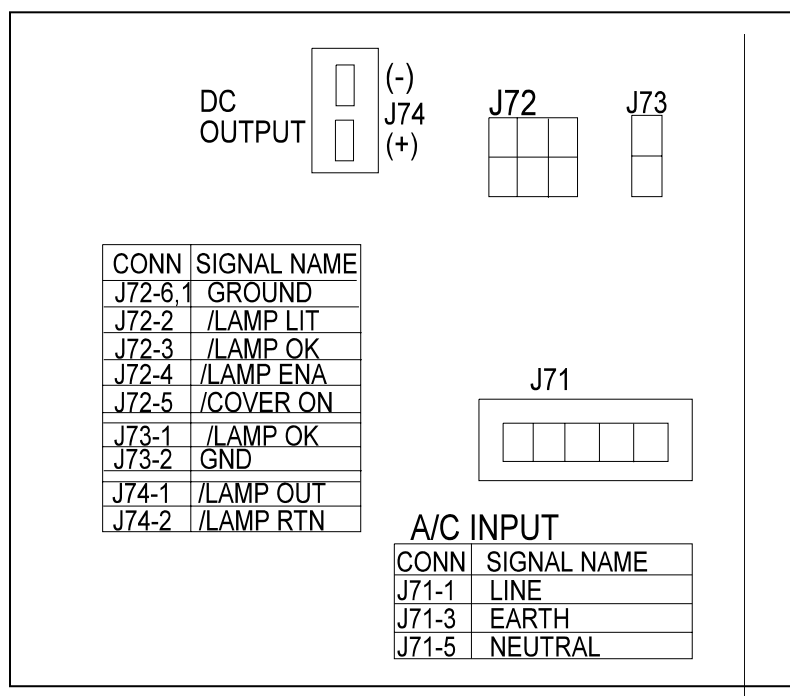 DC
OUTPUT
(-)
J74
(+)
J72
J73
CONN SIGNAL NAME
J72-6,1 GROUND
J72-2 /LAMP LIT
J72-3 /LAMP OK
J72-4 /LAMP ENA
J72-5 /COVER ON
J73-1 /LAMP OK
J73-2 GND
J74-1 /LAMP OUT
J74-2 /LAMP RTN
J71
A/C INPUT
CONN SIGNAL NAME
J71-1 LINE
J71-3 EARTH
J71-5 NEUTRAL